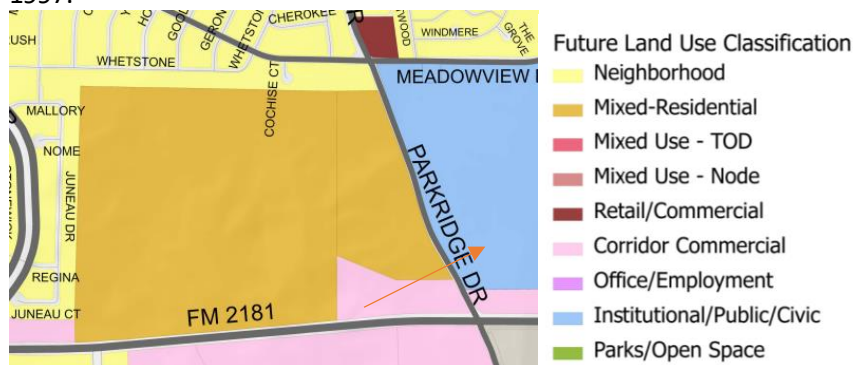 CHEROKEE
WINDMERE
THE
GROVE
WHETSTONE
WHETSTONE
MEADOWVIEW
COCHISE CT
MALLORY
NOME
JUNEAU DR
PARKRIDGE DR
REGINA
JUNEAU CT
FM 2181
Future Land Use Classification
Neighborhood
Mixed-Residential
Mixed Use - TOD
Mixed Use - Node
Retail/Commercial
Corridor Commercial
Office/Employment
Institutional/Public/Civic
Parks/Open Space